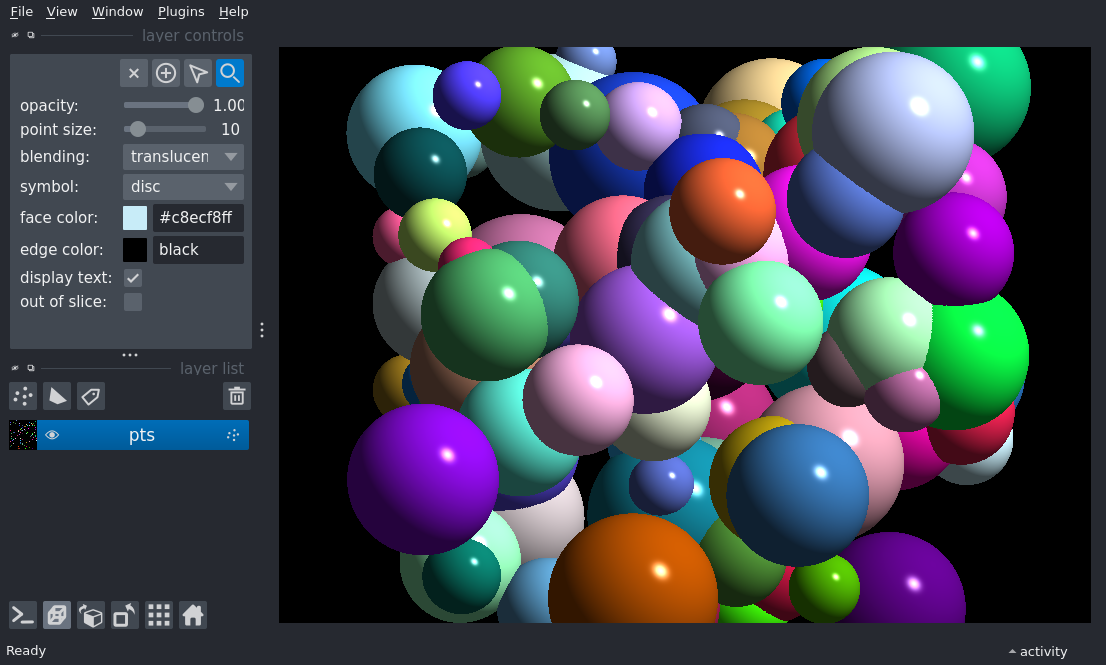 File View Window Plugins Help
layer controls
opacity: 1.00
point size: 10
blending: translucen
symbol: disc
face color: #c8ecf8ff
edge color: black
display text:
out of slice:
layer list
pts
Ready
activity